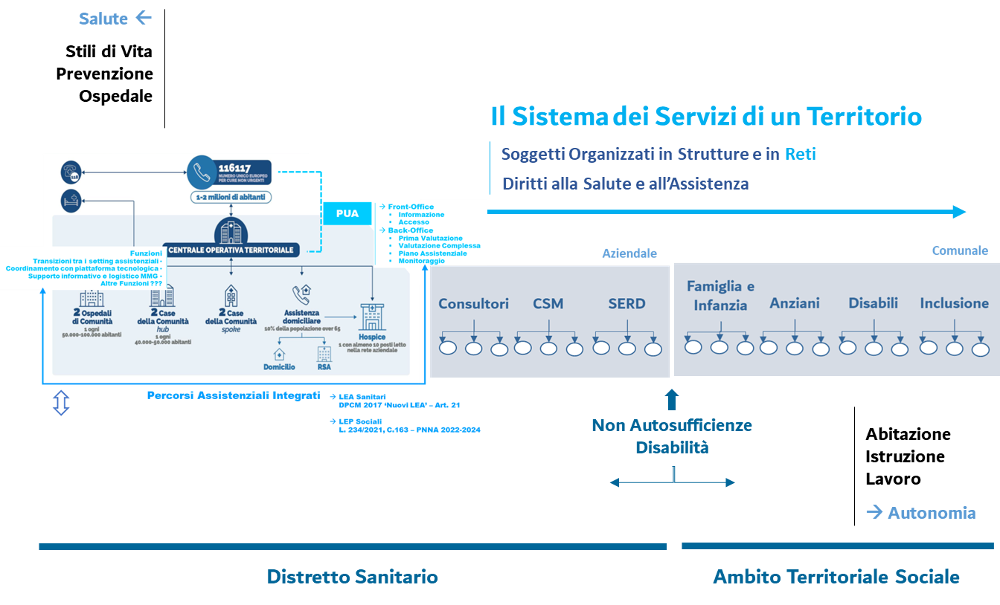 Salute ←
Stili di Vita
Prevenzione
Ospedale
Il Sistema dei Servizi di un Territorio
Soggetti Organizzati in Strutture e in Reti
Diritti alla Salute e all'Assistenza
118
116117
NUMERO UNICO EUROPEO
PER CURE NON URGENTI
1-2 milioni di abitanti
PUA
→ Front-Office
• Informazione
• Accesso
→ Back-Office
• Prima Valutazione
• Valutazione Complessa
• Piano Assistenziale
• Monitoraggio
CENTRALE OPERATIVA TERRITORIALE
Funzioni
Transizioni tra i setting assistenziali •
Coordinamento con piattaforma tecnologica •
Supporto informativo e logistico MMG •
Altre Funzioni ???
2 Ospedali
di Comunità
1 ogni
50.000-100.000 abitanti
2 Case
della Comunità
hub
1 ogni
40.000-50.000 abitanti
2 Case
della Comunità
spoke
Assistenza
domiciliare
10% della popolazione over 65
Domicilio
RSA
Hospice
1 con almeno 10 posti letto
nella rete aziendale
Aziendale
Consultori
CSM
SERD
Comunale
Famiglia e
Infanzia
Anziani
Disabili
Inclusione
Percorsi Assistenziali Integrati
→ LEA Sanitari
DPCM 2017 'Nuovi LEA' – Art. 21
→ LEP Sociali
L. 234/2021, C.163 – PNNA 2022-2024
Non Autosufficienze
Disabilità
Abitazione
Istruzione
Lavoro
→ Autonomia
Distretto Sanitario
Ambito Territoriale Sociale